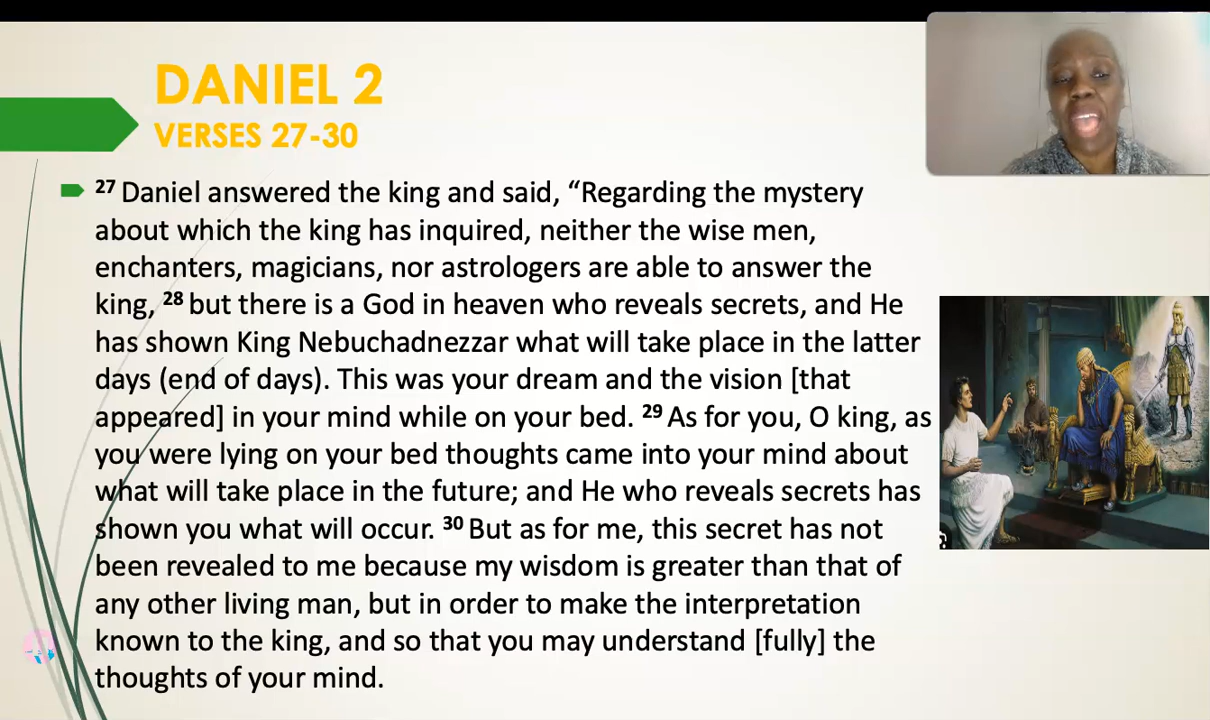 DANIEL 2
VERSES 27-30
27 Daniel answered the king and said, “Regarding the mystery
about which the king has inquired, neither the wise men,
enchanters, magicians, nor astrologers are able to answer the
king, 28 but there is a God in heaven who reveals secrets, and He
has shown King Nebuchadnezzar what will take place in the latter
days (end of days). This was your dream and the vision [that
appeared] in your mind while on your bed. 29 As for you, O king, as
you were lying on your bed thoughts came into your mind about
what will take place in the future; and He who reveals secrets has
shown you what will occur. 30 But as for me, this secret has not
been revealed to me because my wisdom is greater than that of
any other living man, but in order to make the interpretation
known to the king, and so that you may understand [fully] the
thoughts of your mind.